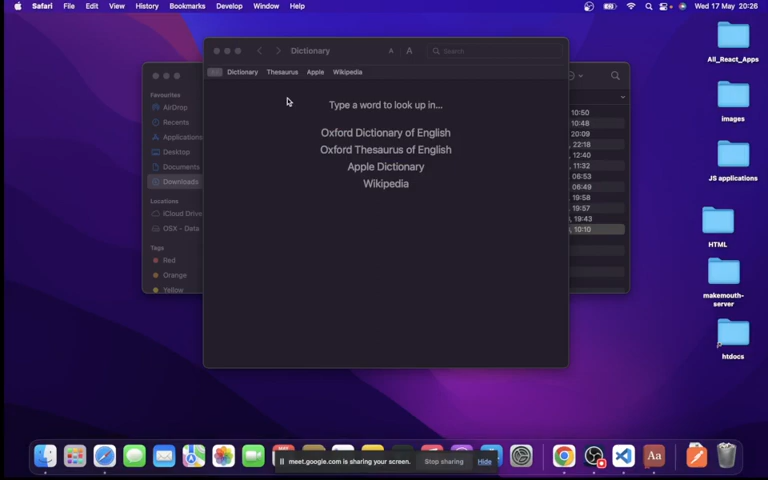 Safari File Edit View History Bookmarks Develop Window Help Wed 17 May 20:26
Dictionary A A Search
Dictionary Thesaurus Apple Wikipedia
Type a word to look up in...
Oxford Dictionary of English
Oxford Thesaurus of English
Apple Dictionary
Wikipedia
Favourites
AirDrop
Recents
Applications
Desktop
Documents
Downloads
Locations
iCloud Drive
OSX - Data
Tags
Red
Orange
Yellow
10:50
10:48
20:09
, 22:18
12:40
, 11:32
06:53
06:49
, 19:58
19:57
, 19:43
, 10:10
All_React_Apps
images
JS applications
HTML
makemouth-
server
htdocs
meet.google.com is sharing your screen. Stop sharing Hide
Aa